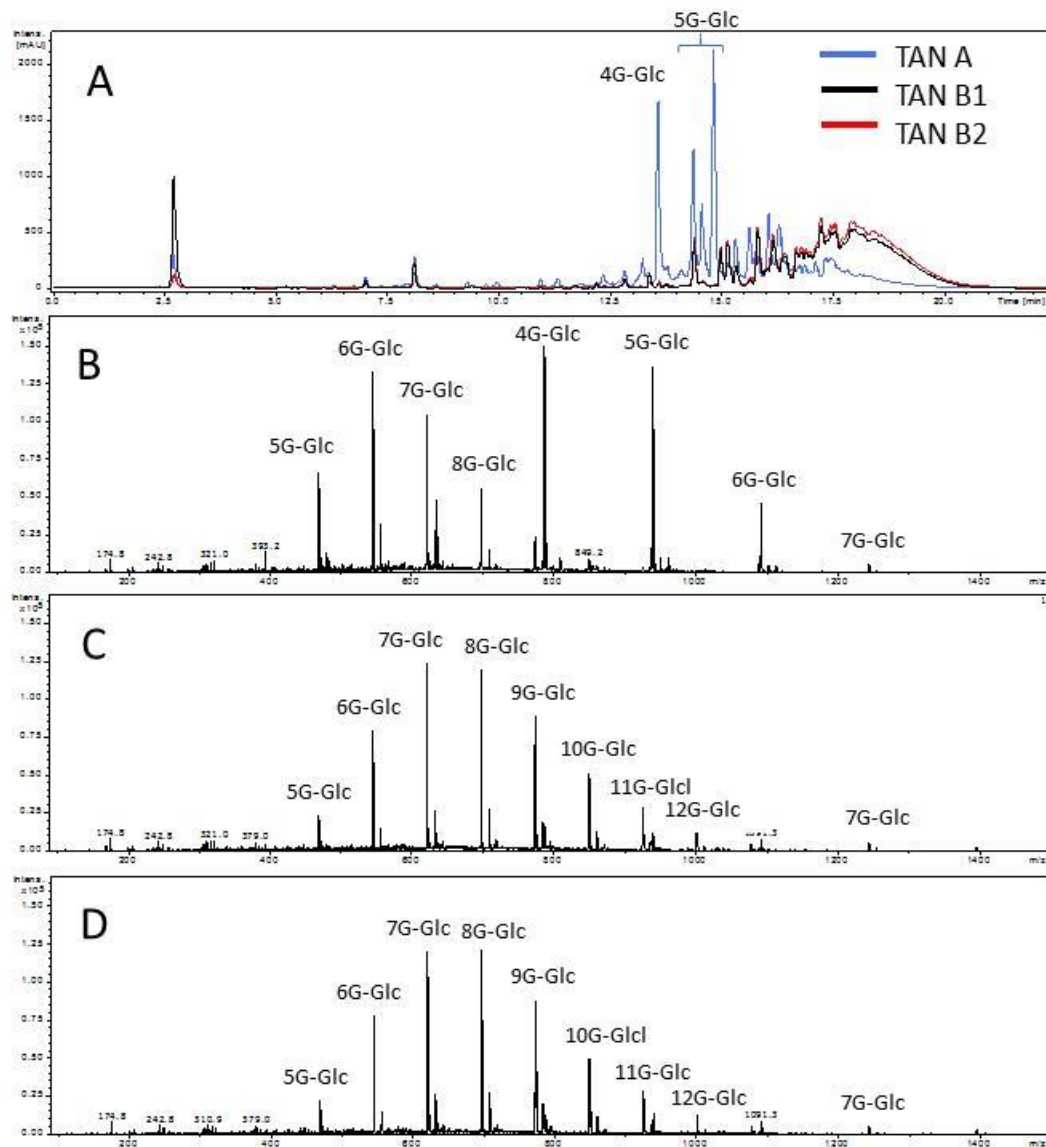 5G-Glc
Intens.
[mAU]
A
4G-Glc
TAN A
TAN B1
TAN B2
2000
1500
1000
500
0
0.0 2.5 5.0 7.5 10.0 12.5 15.0 17.5 20.0 Time [min]
Intens.
x10⁵
B
6G-Glc
4G-Glc
5G-Glc
7G-Glc
5G-Glc
8G-Glc
6G-Glc
7G-Glc
1.50
1.25
1.00
0.75
0.50
0.25
0.00
174.8 242.8 321.0 393.2 849.2
200 400 600 800 1000 1200 1400 m/z
Intens.
x10⁵
C
7G-Glc
8G-Glc
6G-Glc
9G-Glc
10G-Glc
5G-Glc
11G-Glcl
12G-Glc
7G-Glc
1.50
1.25
1.00
0.75
0.50
0.25
0.00
174.8 242.8 321.0 379.0
200 400 600 800 1000 1200 1400 m/z
Intens.
x10⁵
D
7G-Glc
8G-Glc
6G-Glc
9G-Glc
10G-Glcl
5G-Glc
11G-Glc
12G-Glc
7G-Glc
1.50
1.25
1.00
0.75
0.50
0.25
0.00
174.8 242.8 310.9 379.0 1091.3
200 400 600 800 1000 1200 1400 m/z